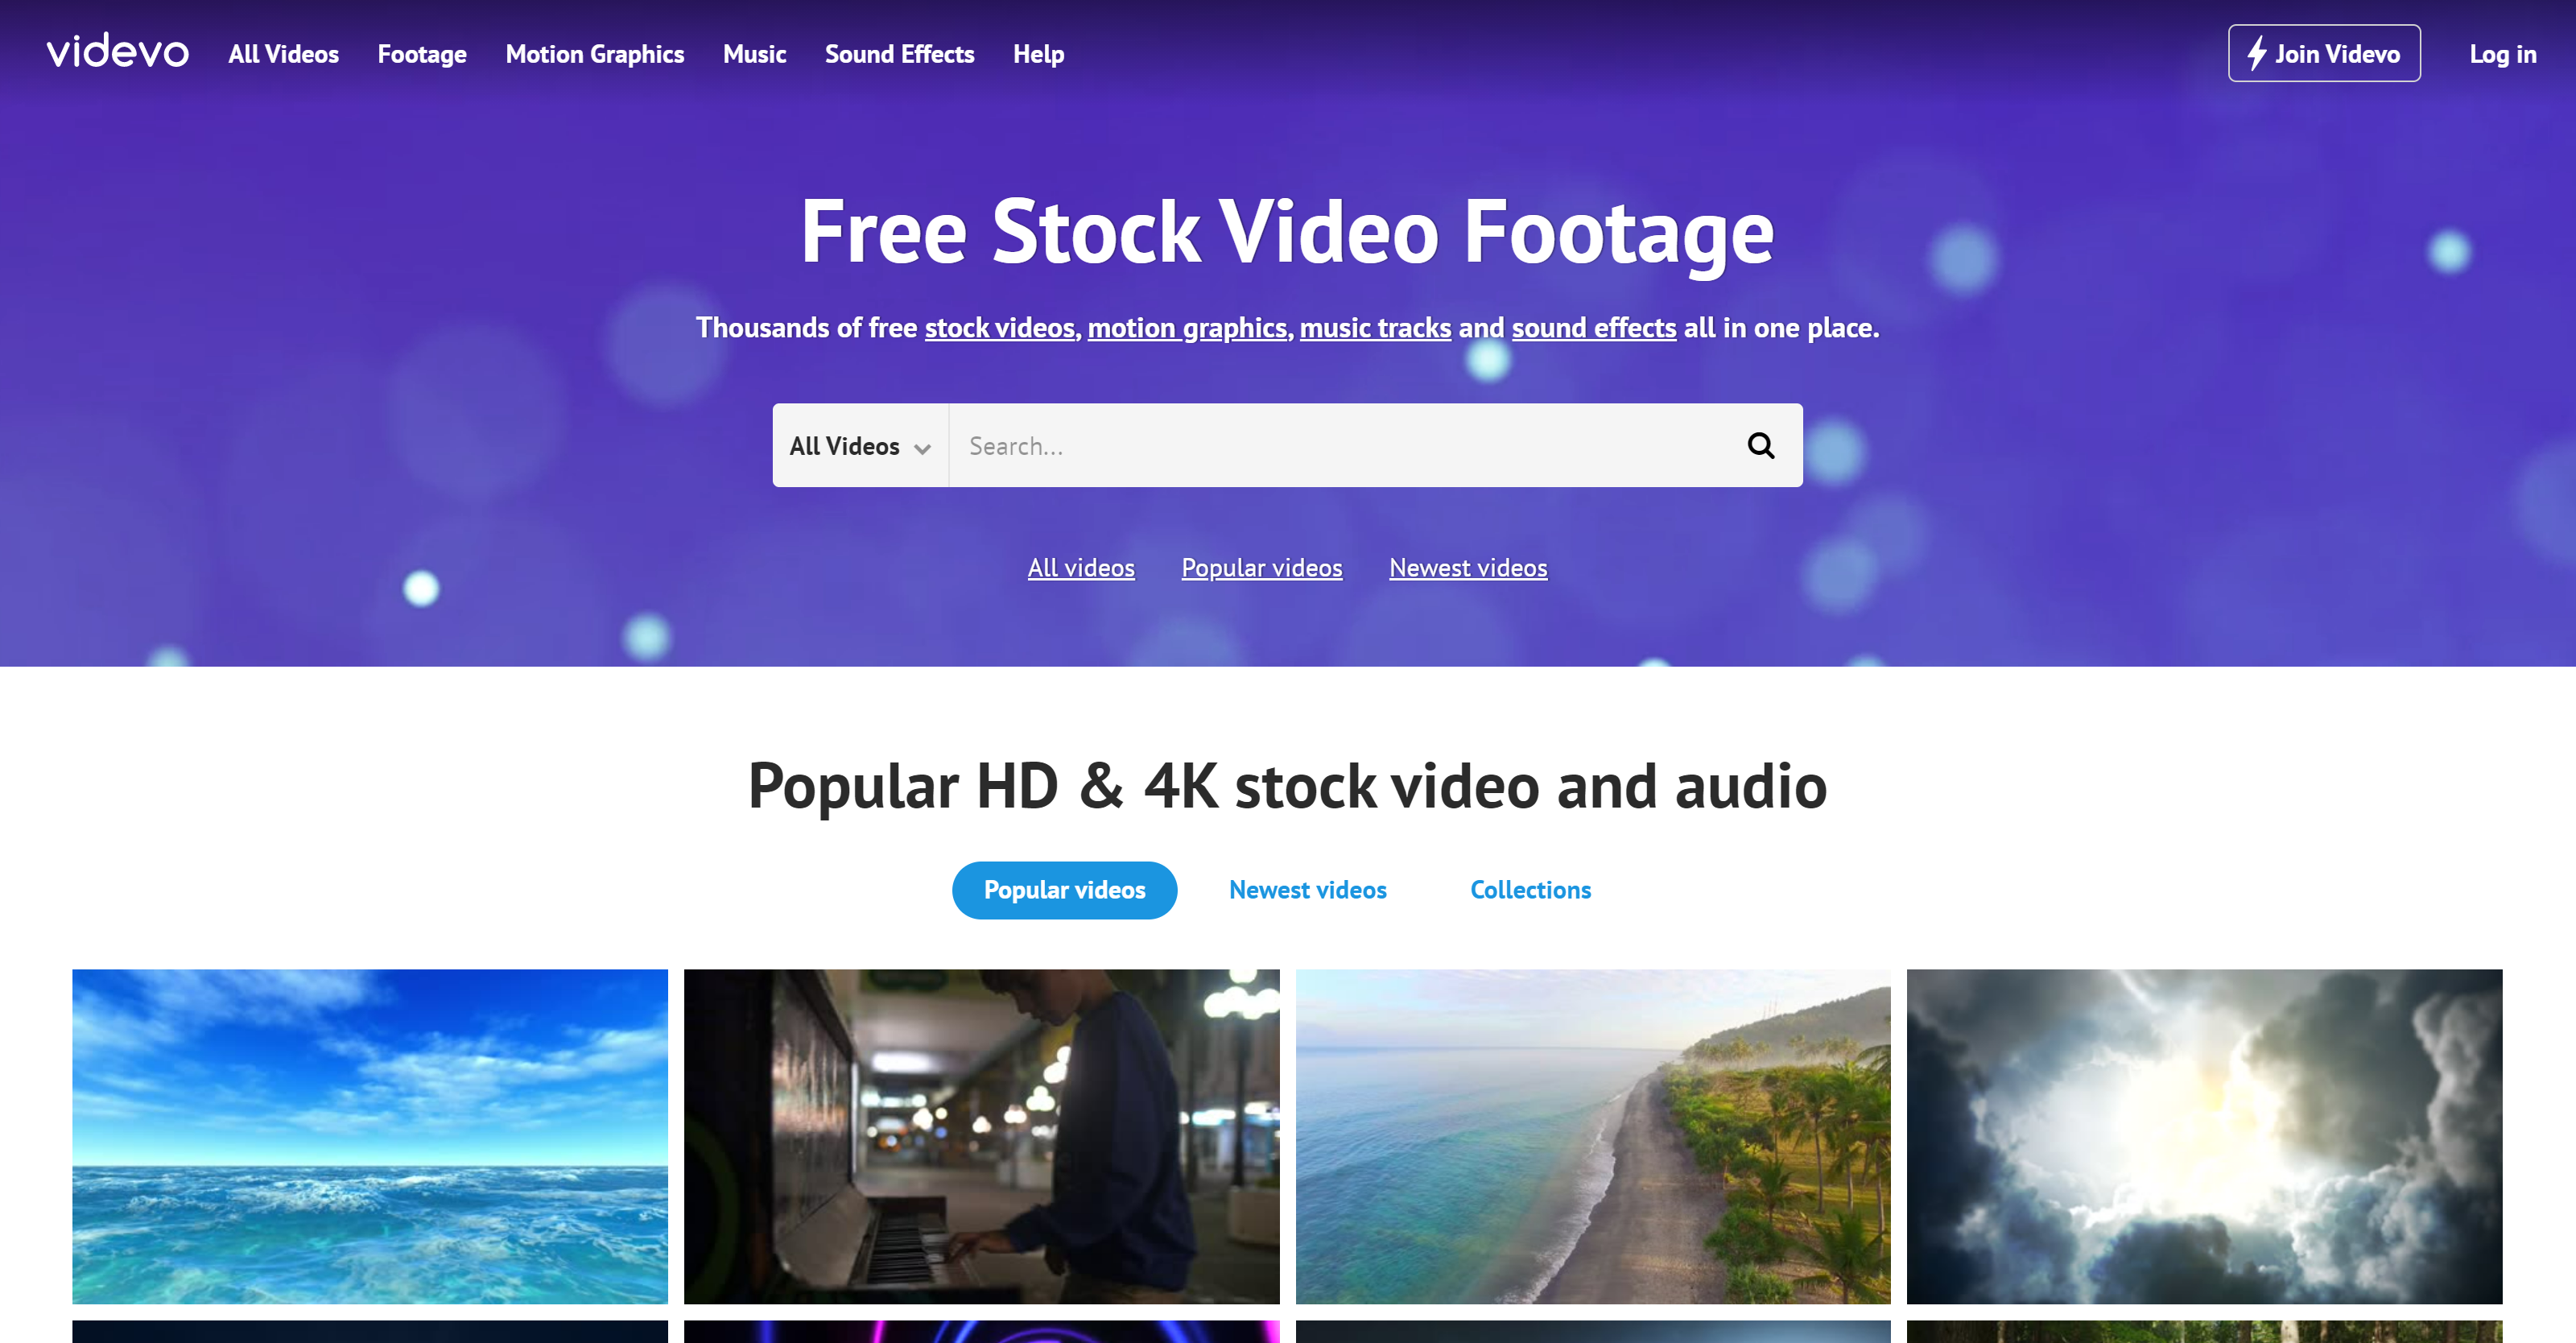 videvo All Videos Footage Motion Graphics Music Sound Effects Help Join Videvo Log in
Free Stock Video Footage
Thousands of free stock videos, motion graphics, music tracks and sound effects all in one place.
All Videos Search...
All videos Popular videos Newest videos
Popular HD & 4K stock video and audio
Popular videos Newest videos Collections